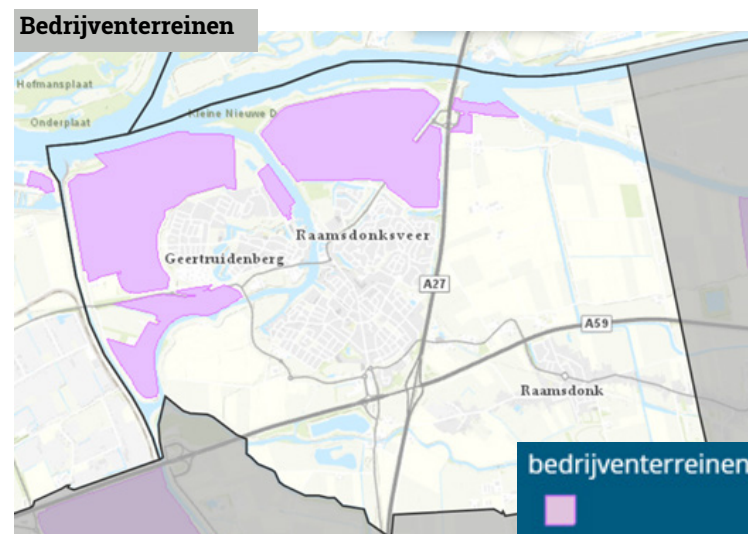 Bedrijventerreinen
Hofmansplaat
Onderplaat
Kleine Nieuwe D
Raamsdonksveer
Geertruidenberg
A27
A59
Raamsdonk
bedrijventerreinen